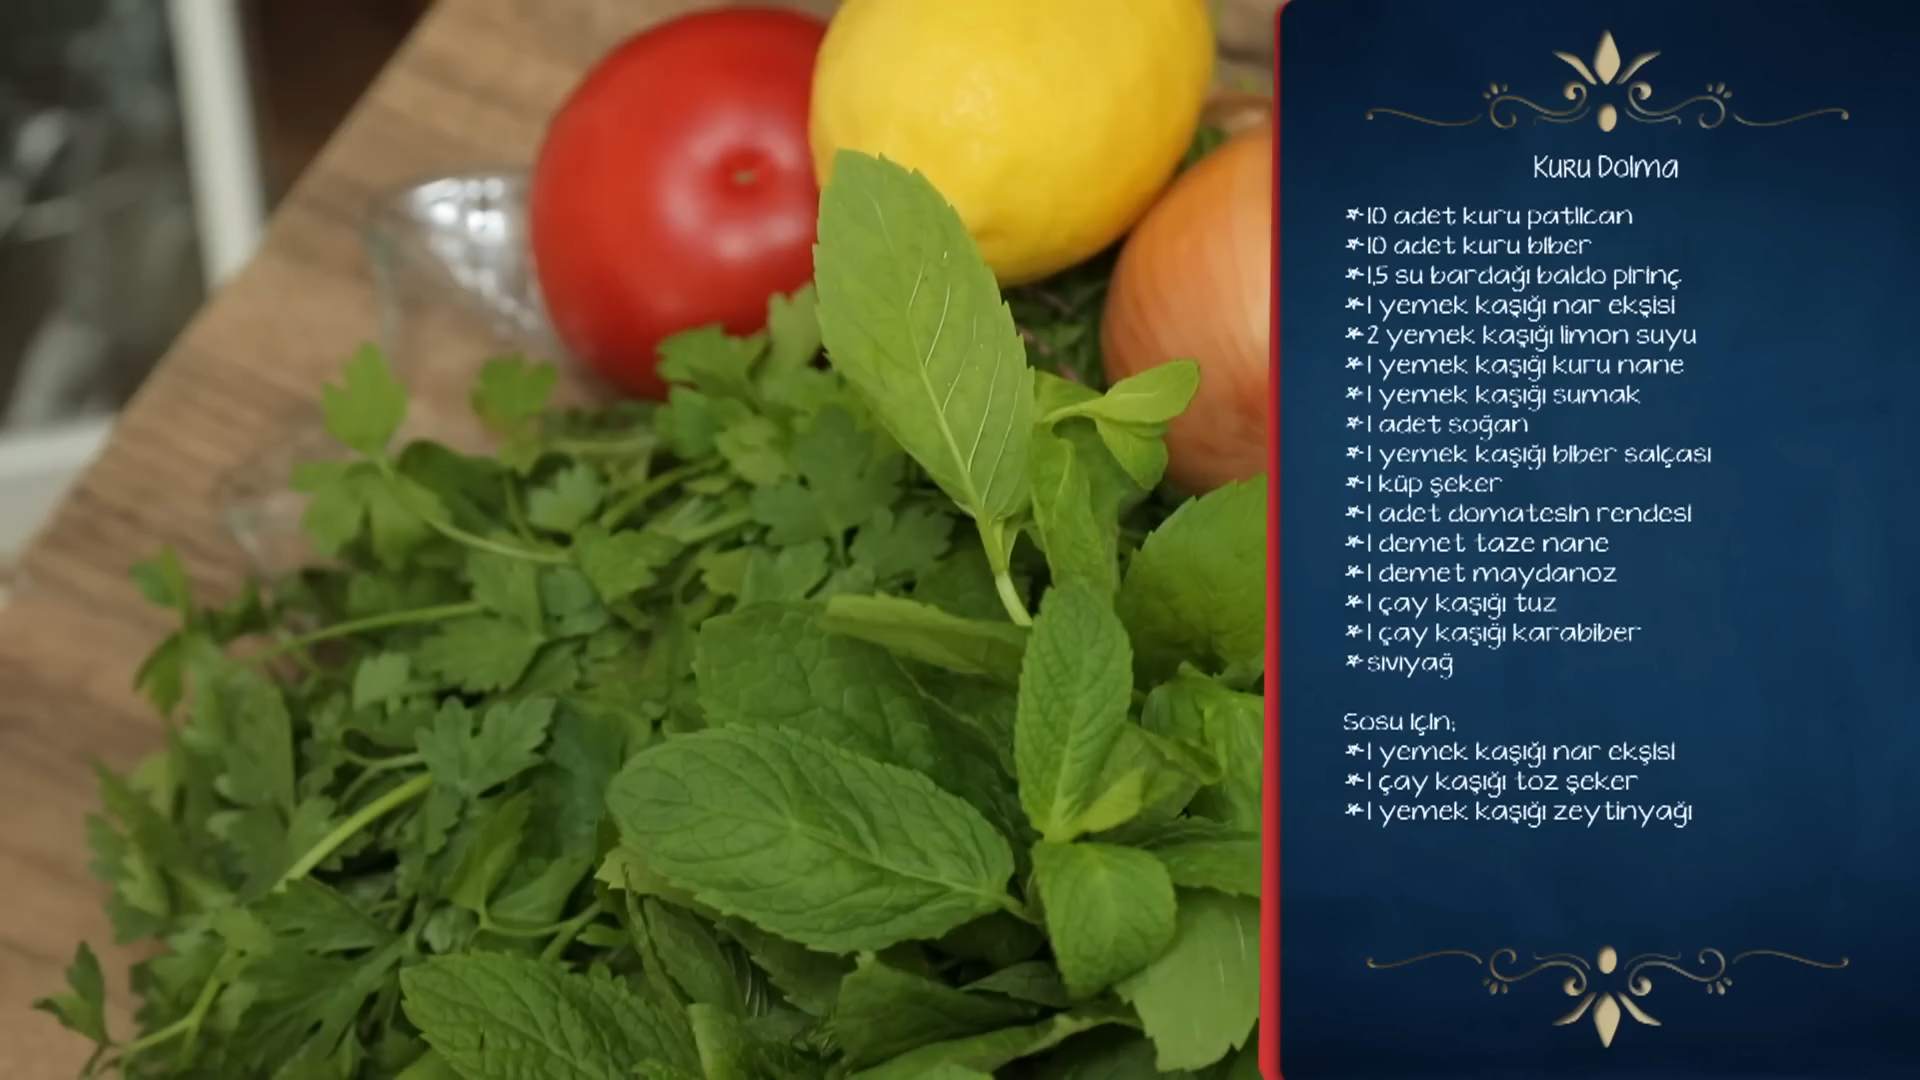 Kuru Dolma
*10 adet kuru patlıcan
*10 adet kuru biber
*1,5 su bardağı baldo pirinç
*1 yemek kaşığı nar ekşisi
*2 yemek kaşığı limon suyu
*1 yemek kaşığı kuru nane
*1 yemek kaşığı sumak
*1 adet soğan
*1 yemek kaşığı biber salçası
*1 küp şeker
*1 adet domatesin rendesi
*1 demet taze nane
*1 demet maydanoz
*1 çay kaşığı tuz
*1 çay kaşığı karabiber
*sıvıyağ
Sosu için;
*1 yemek kaşığı nar ekşisi
*1 çay kaşığı toz şeker
*1 yemek kaşığı zeytinyağı